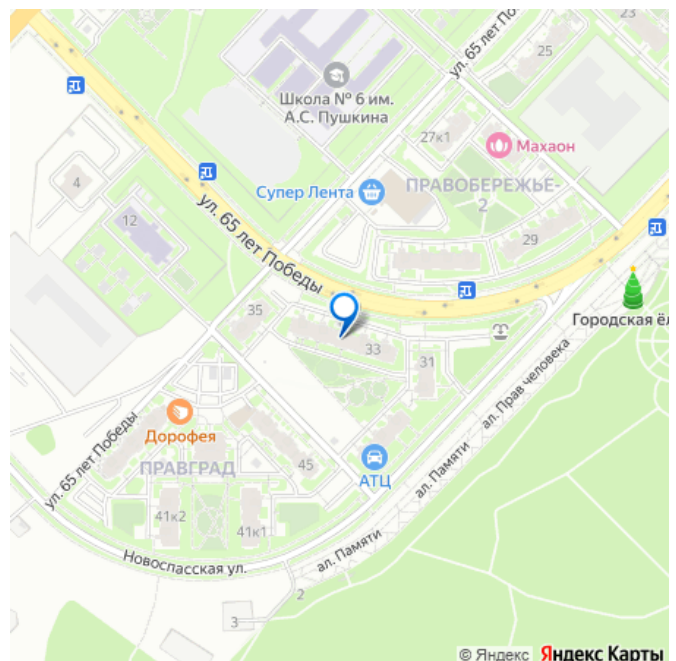 23
ул. 65 лет Победы
25
Школа № 6 им.
А.С. Пушкина
27к1
Махаон
4
Супер Лента
ПРАВОБЕРЕЖЬЕ-
2
12
ул. 65 лет Победы
29
35
Городская ёл
33
31
ал. Прав человека
Дорофея
ул. 65 лет Победы
ПРАВГРАД
45
АТЦ
ал. Памяти
41к2
41к1
Новоспасская ул.
ал. Памяти
2
3
© Яндекс Яндекс Карты